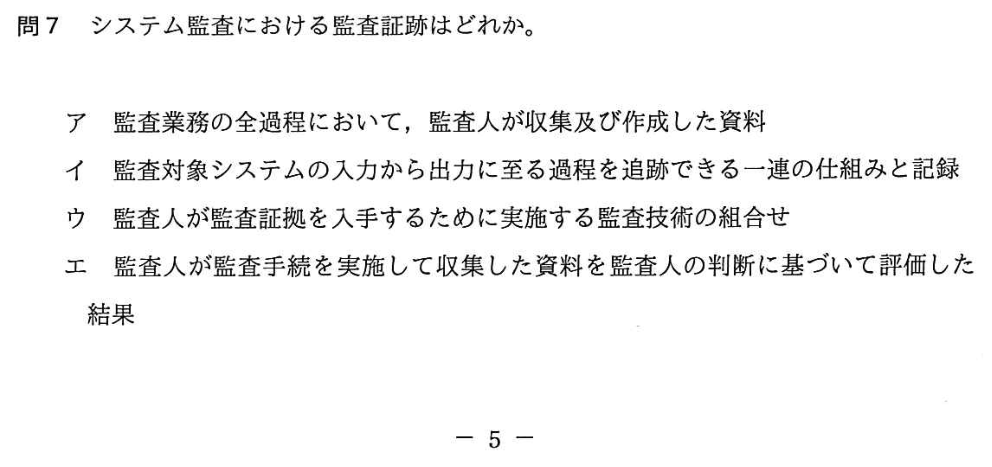 問7 システム監査における監査証跡はどれか。
ア 監査業務の全過程において，監査人が収集及び作成した資料
イ 監査対象システムの入力から出力に至る過程を追跡できる一連の仕組みと記録
ウ 監査人が監査証拠を入手するために実施する監査技術の組合せ
エ 監査人が監査手続を実施して収集した資料を監査人の判断に基づいて評価した
結果
－ 5 －